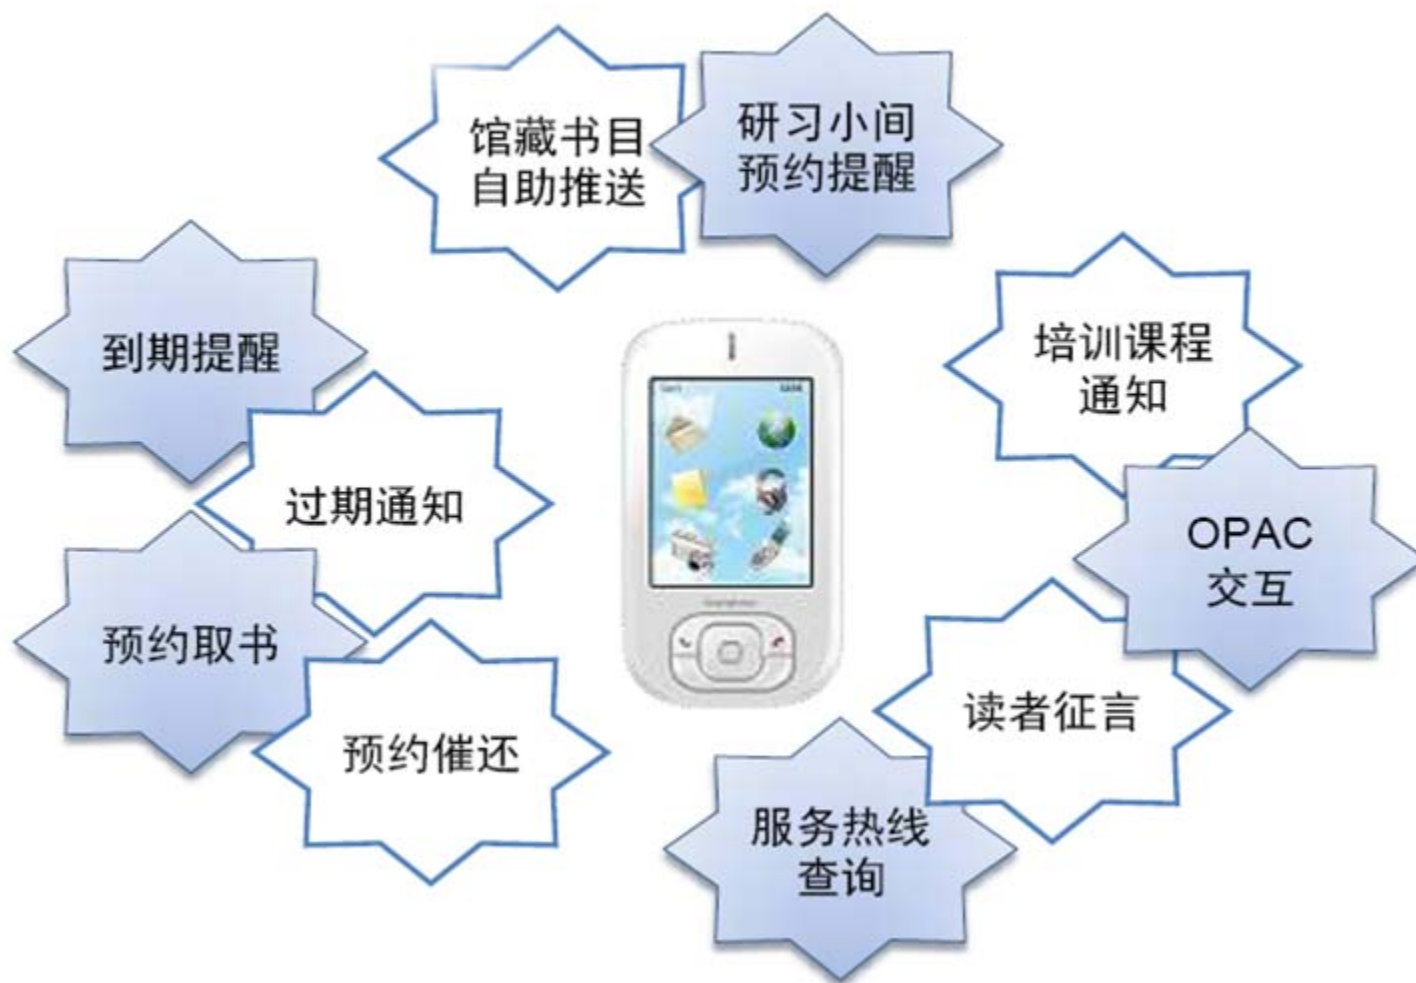 馆藏书目
自助推送
研习小间
预约提醒
到期提醒
过期通知
预约取书
预约催还
培训课程
通知
OPAC
交互
读者征言
服务热线
查询